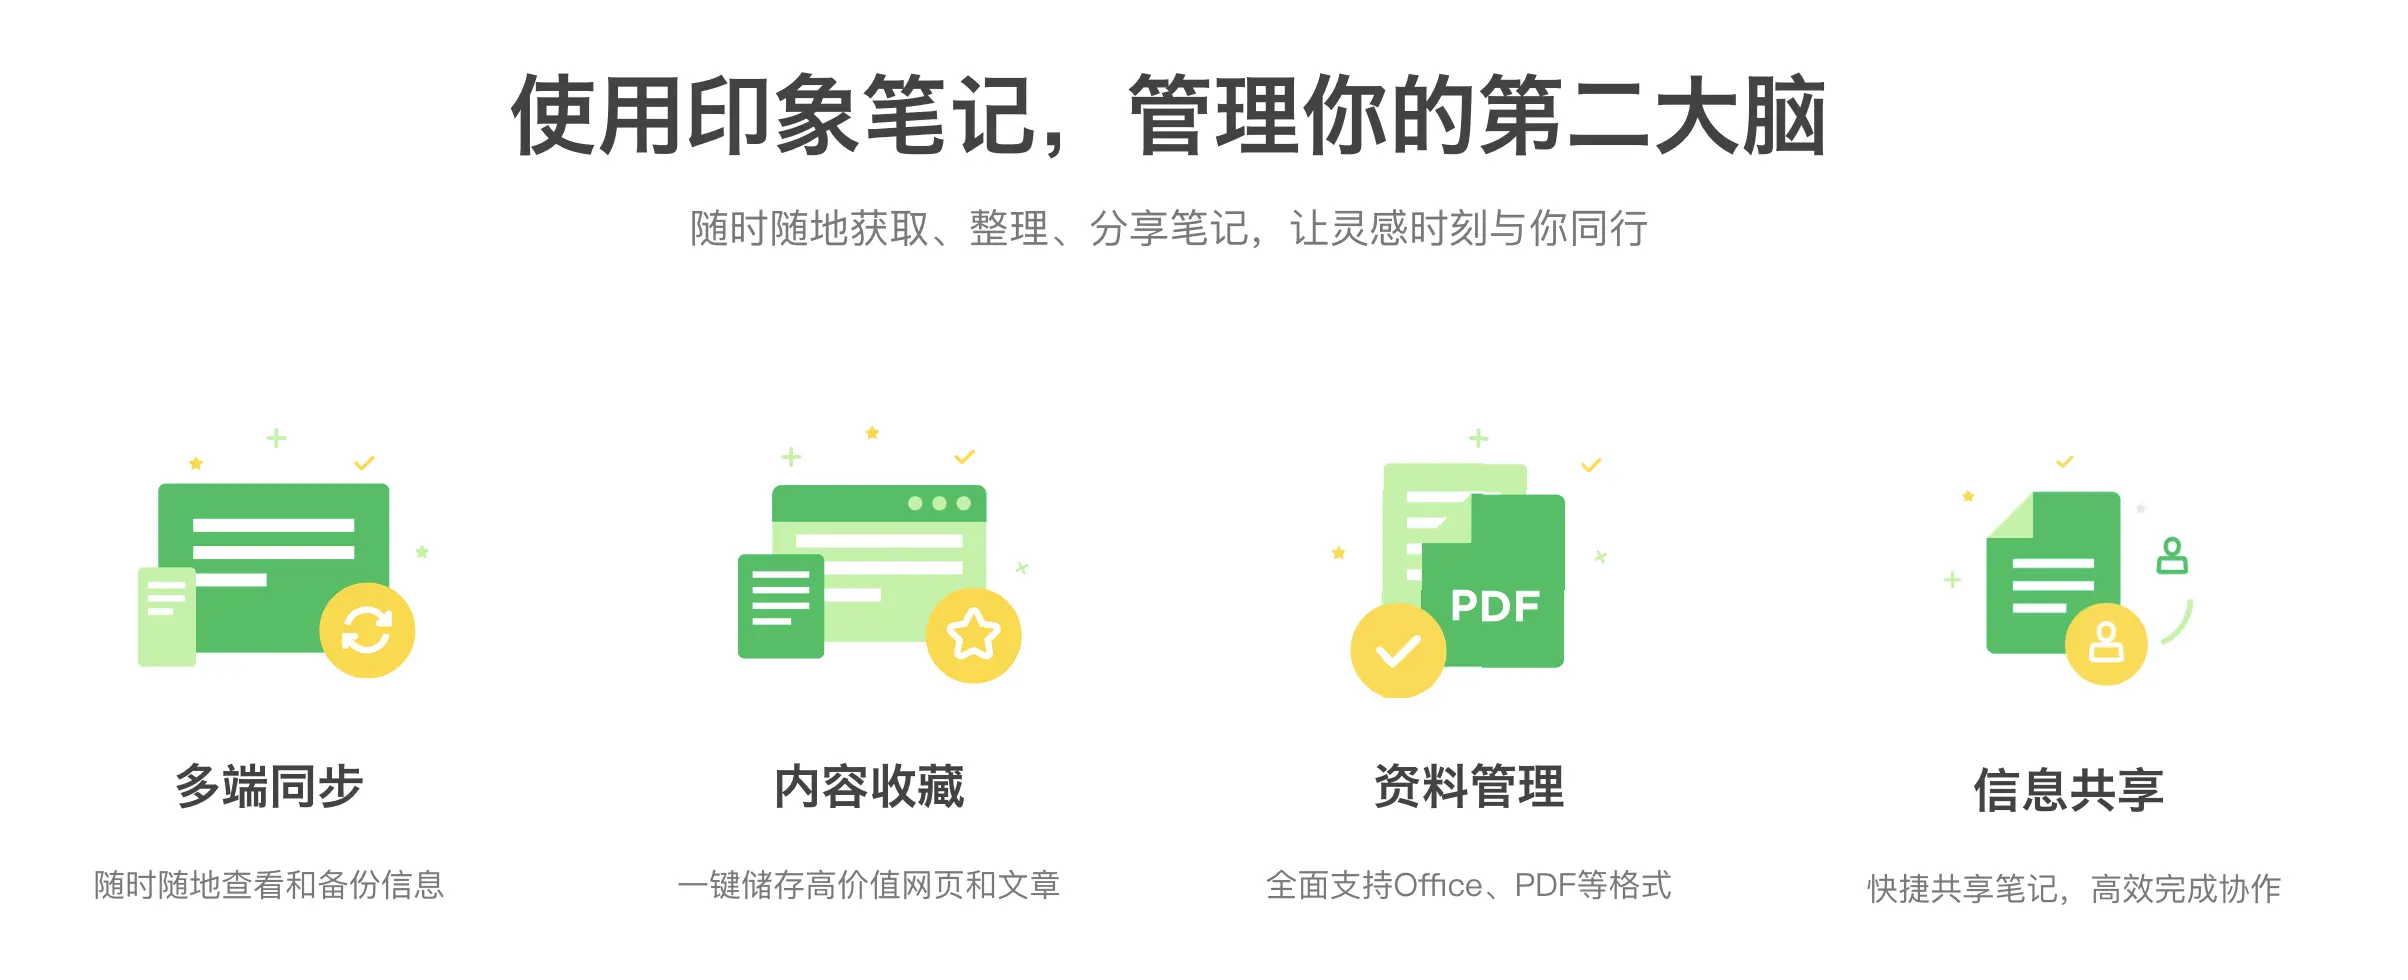 使用印象笔记，管理你的第二大脑
随时随地获取、整理、分享笔记，让灵感时刻与你同行
PDF
多端同步
内容收藏
资料管理
信息共享
随时随地查看和备份信息
一键储存高价值网页和文章
全面支持Office、PDF等格式
快捷共享笔记，高效完成协作